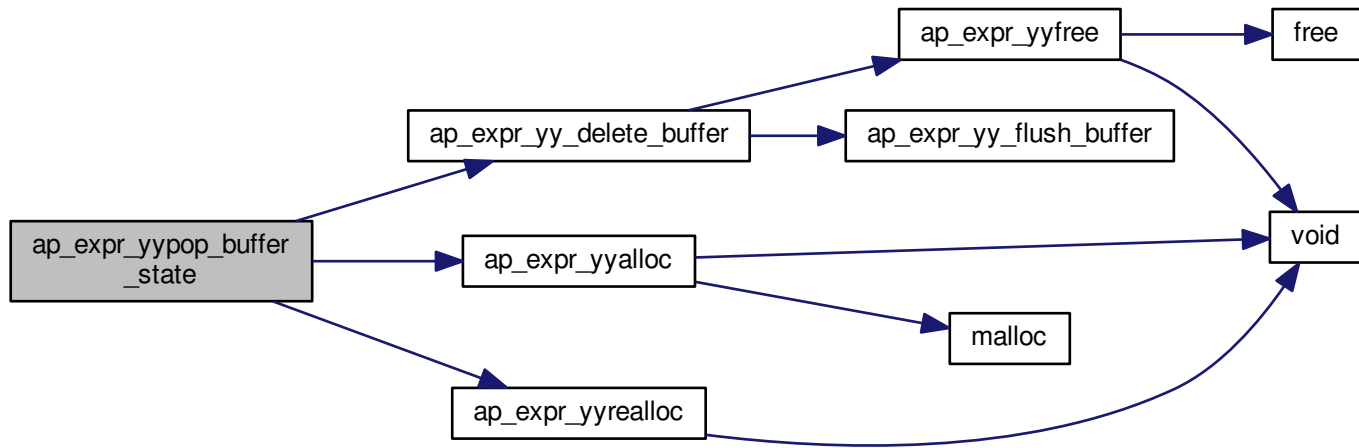 ap_expr_yypop_buffer
_state
ap_expr_yy_delete_buffer
ap_expr_yyfree
free
ap_expr_yy_flush_buffer
ap_expr_yyalloc
void
malloc
ap_expr_yyrealloc